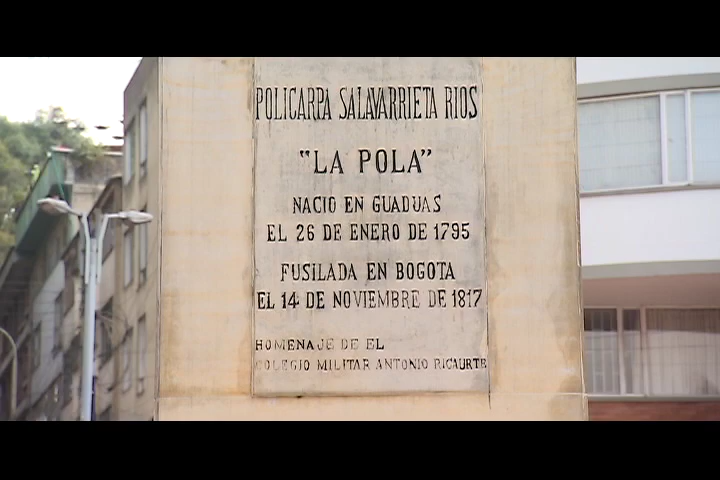 POLICARPA SALAVARRIETA RIOS
"LA POLA"
NACIO EN GUADUAS
EL 26 DE ENERO DE 1795
FUSILADA EN BOGOTA
EL 14 DE NOVIEMBRE DE 1817
HOMENAJE DE EL
COLEGIO MILITAR ANTONIO RICAURTE